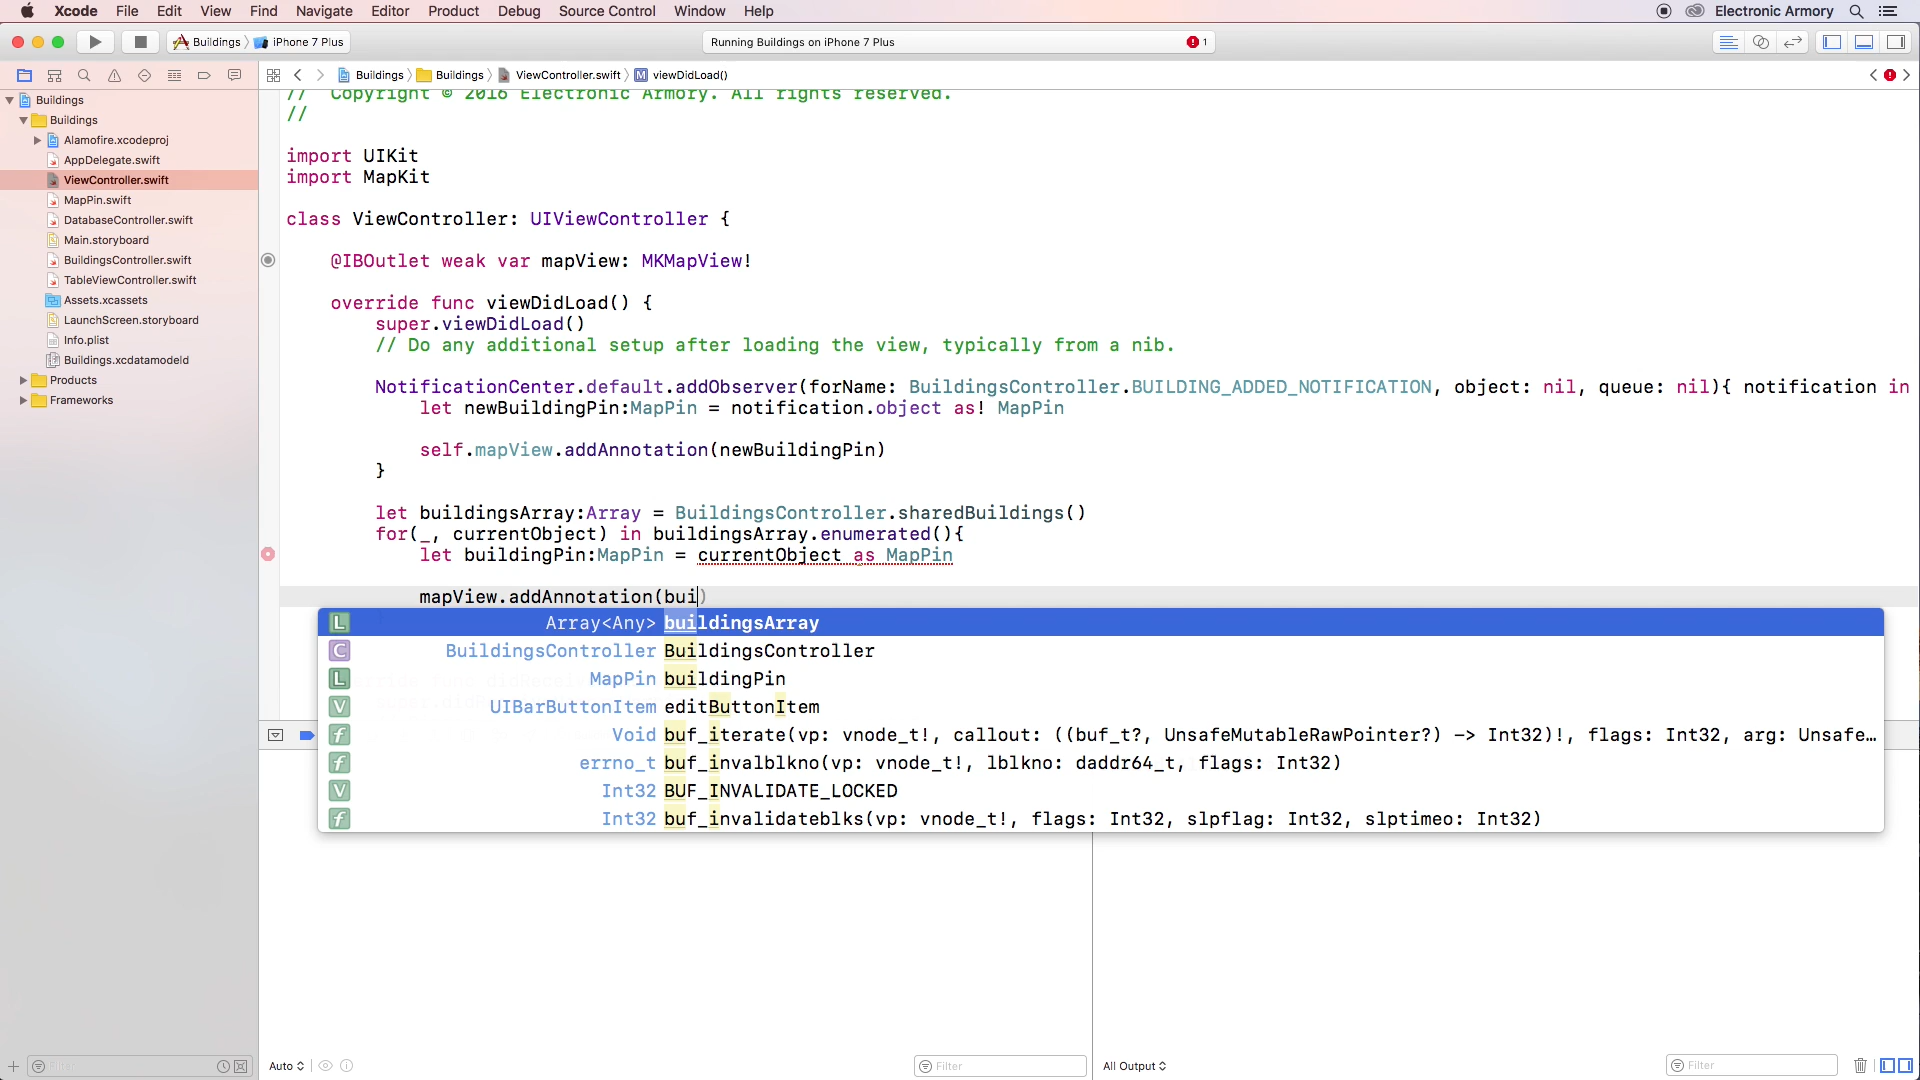 Xcode File Edit View Find Navigate Editor Product Debug Source Control Window Help Electronic Armory
Buildings iPhone 7 Plus Running Buildings on iPhone 7 Plus 1
Buildings Buildings ViewController.swift M viewDidLoad()
Buildings
Buildings
Alamofire.xcodeproj
AppDelegate.swift
ViewController.swift
MapPin.swift
DatabaseController.swift
Main.storyboard
BuildingsController.swift
TableViewController.swift
Assets.xcassets
LaunchScreen.storyboard
Info.plist
Buildings.xcdatamodeld
Products
Frameworks
// Copyright © 2016 Electronic Armory. All rights reserved.
//
import UIKit
import MapKit
class ViewController: UIViewController {
@IBOutlet weak var mapView: MKMapView!
override func viewDidLoad() {
super.viewDidLoad()
// Do any additional setup after loading the view, typically from a nib.
NotificationCenter.default.addObserver(forName: BuildingsController.BUILDING_ADDED_NOTIFICATION, object: nil, queue: nil){ notification in
let newBuildingPin:MapPin = notification.object as! MapPin
self.mapView.addAnnotation(newBuildingPin)
}
let buildingsArray:Array = BuildingsController.sharedBuildings()
for(_, currentObject) in buildingsArray.enumerated(){
let buildingPin:MapPin = currentObject as MapPin
mapView.addAnnotation(bui)
L Array<Any> buildingsArray
C BuildingsController BuildingsController
L MapPin buildingPin
V UIBarButtonItem editButtonItem
f Void buf_iterate(vp: vnode_t!, callout: ((buf_t?, UnsafeMutableRawPointer?) -> Int32)!, flags: Int32, arg: Unsafe…
f errno_t buf_invalblkno(vp: vnode_t!, lblkno: daddr64_t, flags: Int32)
V Int32 BUF_INVALIDATE_LOCKED
f Int32 buf_invalidateblks(vp: vnode_t!, flags: Int32, slpflag: Int32, slptimeo: Int32)
Filter Auto Filter All Output Filter